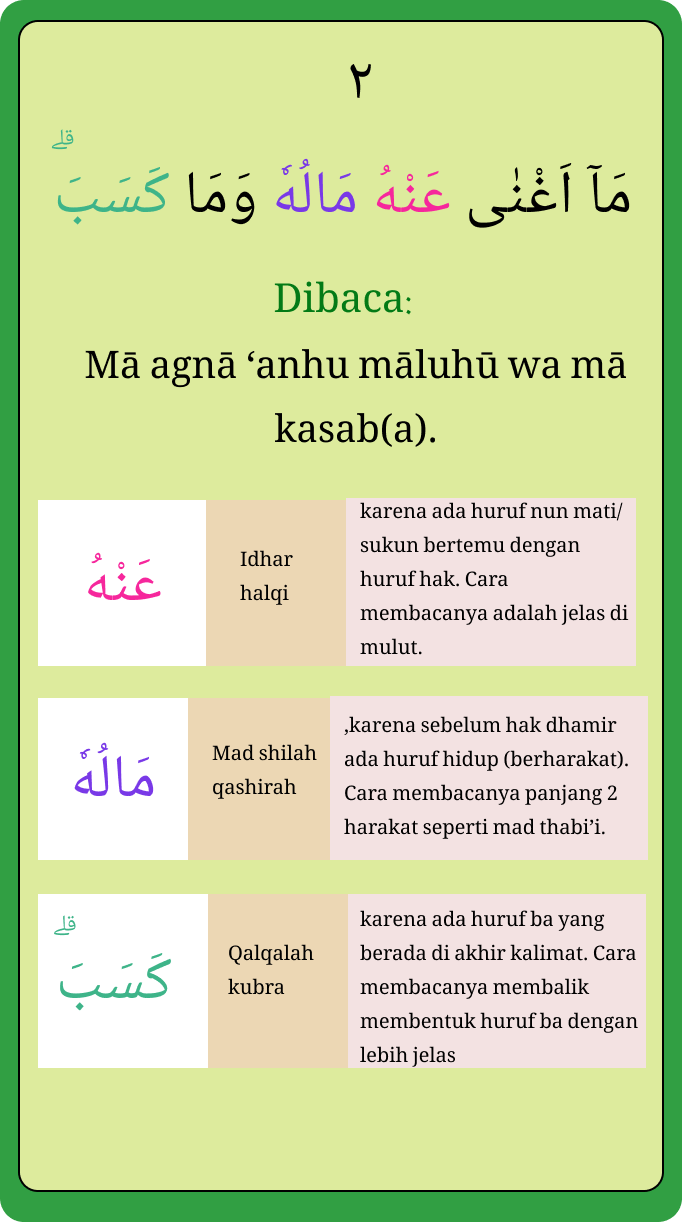 ٢
مَآ اَغْنٰى عَنْهُ مَالُهٗ وَمَا كَسَبَۗ
Dibaca:
Mā agnā ‘anhu māluhū wa mā
kasab(a).
عَنْهُ
Idhar
halqi
karena ada huruf nun mati/
sukun bertemu dengan
huruf hak. Cara
membacanya adalah jelas di
mulut.
مَالُهٗ
Mad shilah
qashirah
,karena sebelum hak dhamir
ada huruf hidup (berharakat).
Cara membacanya panjang 2
harakat seperti mad thabi’i.
كَسَبَۗ
Qalqalah
kubra
karena ada huruf ba yang
berada di akhir kalimat. Cara
membacanya membalik
membentuk huruf ba dengan
lebih jelas